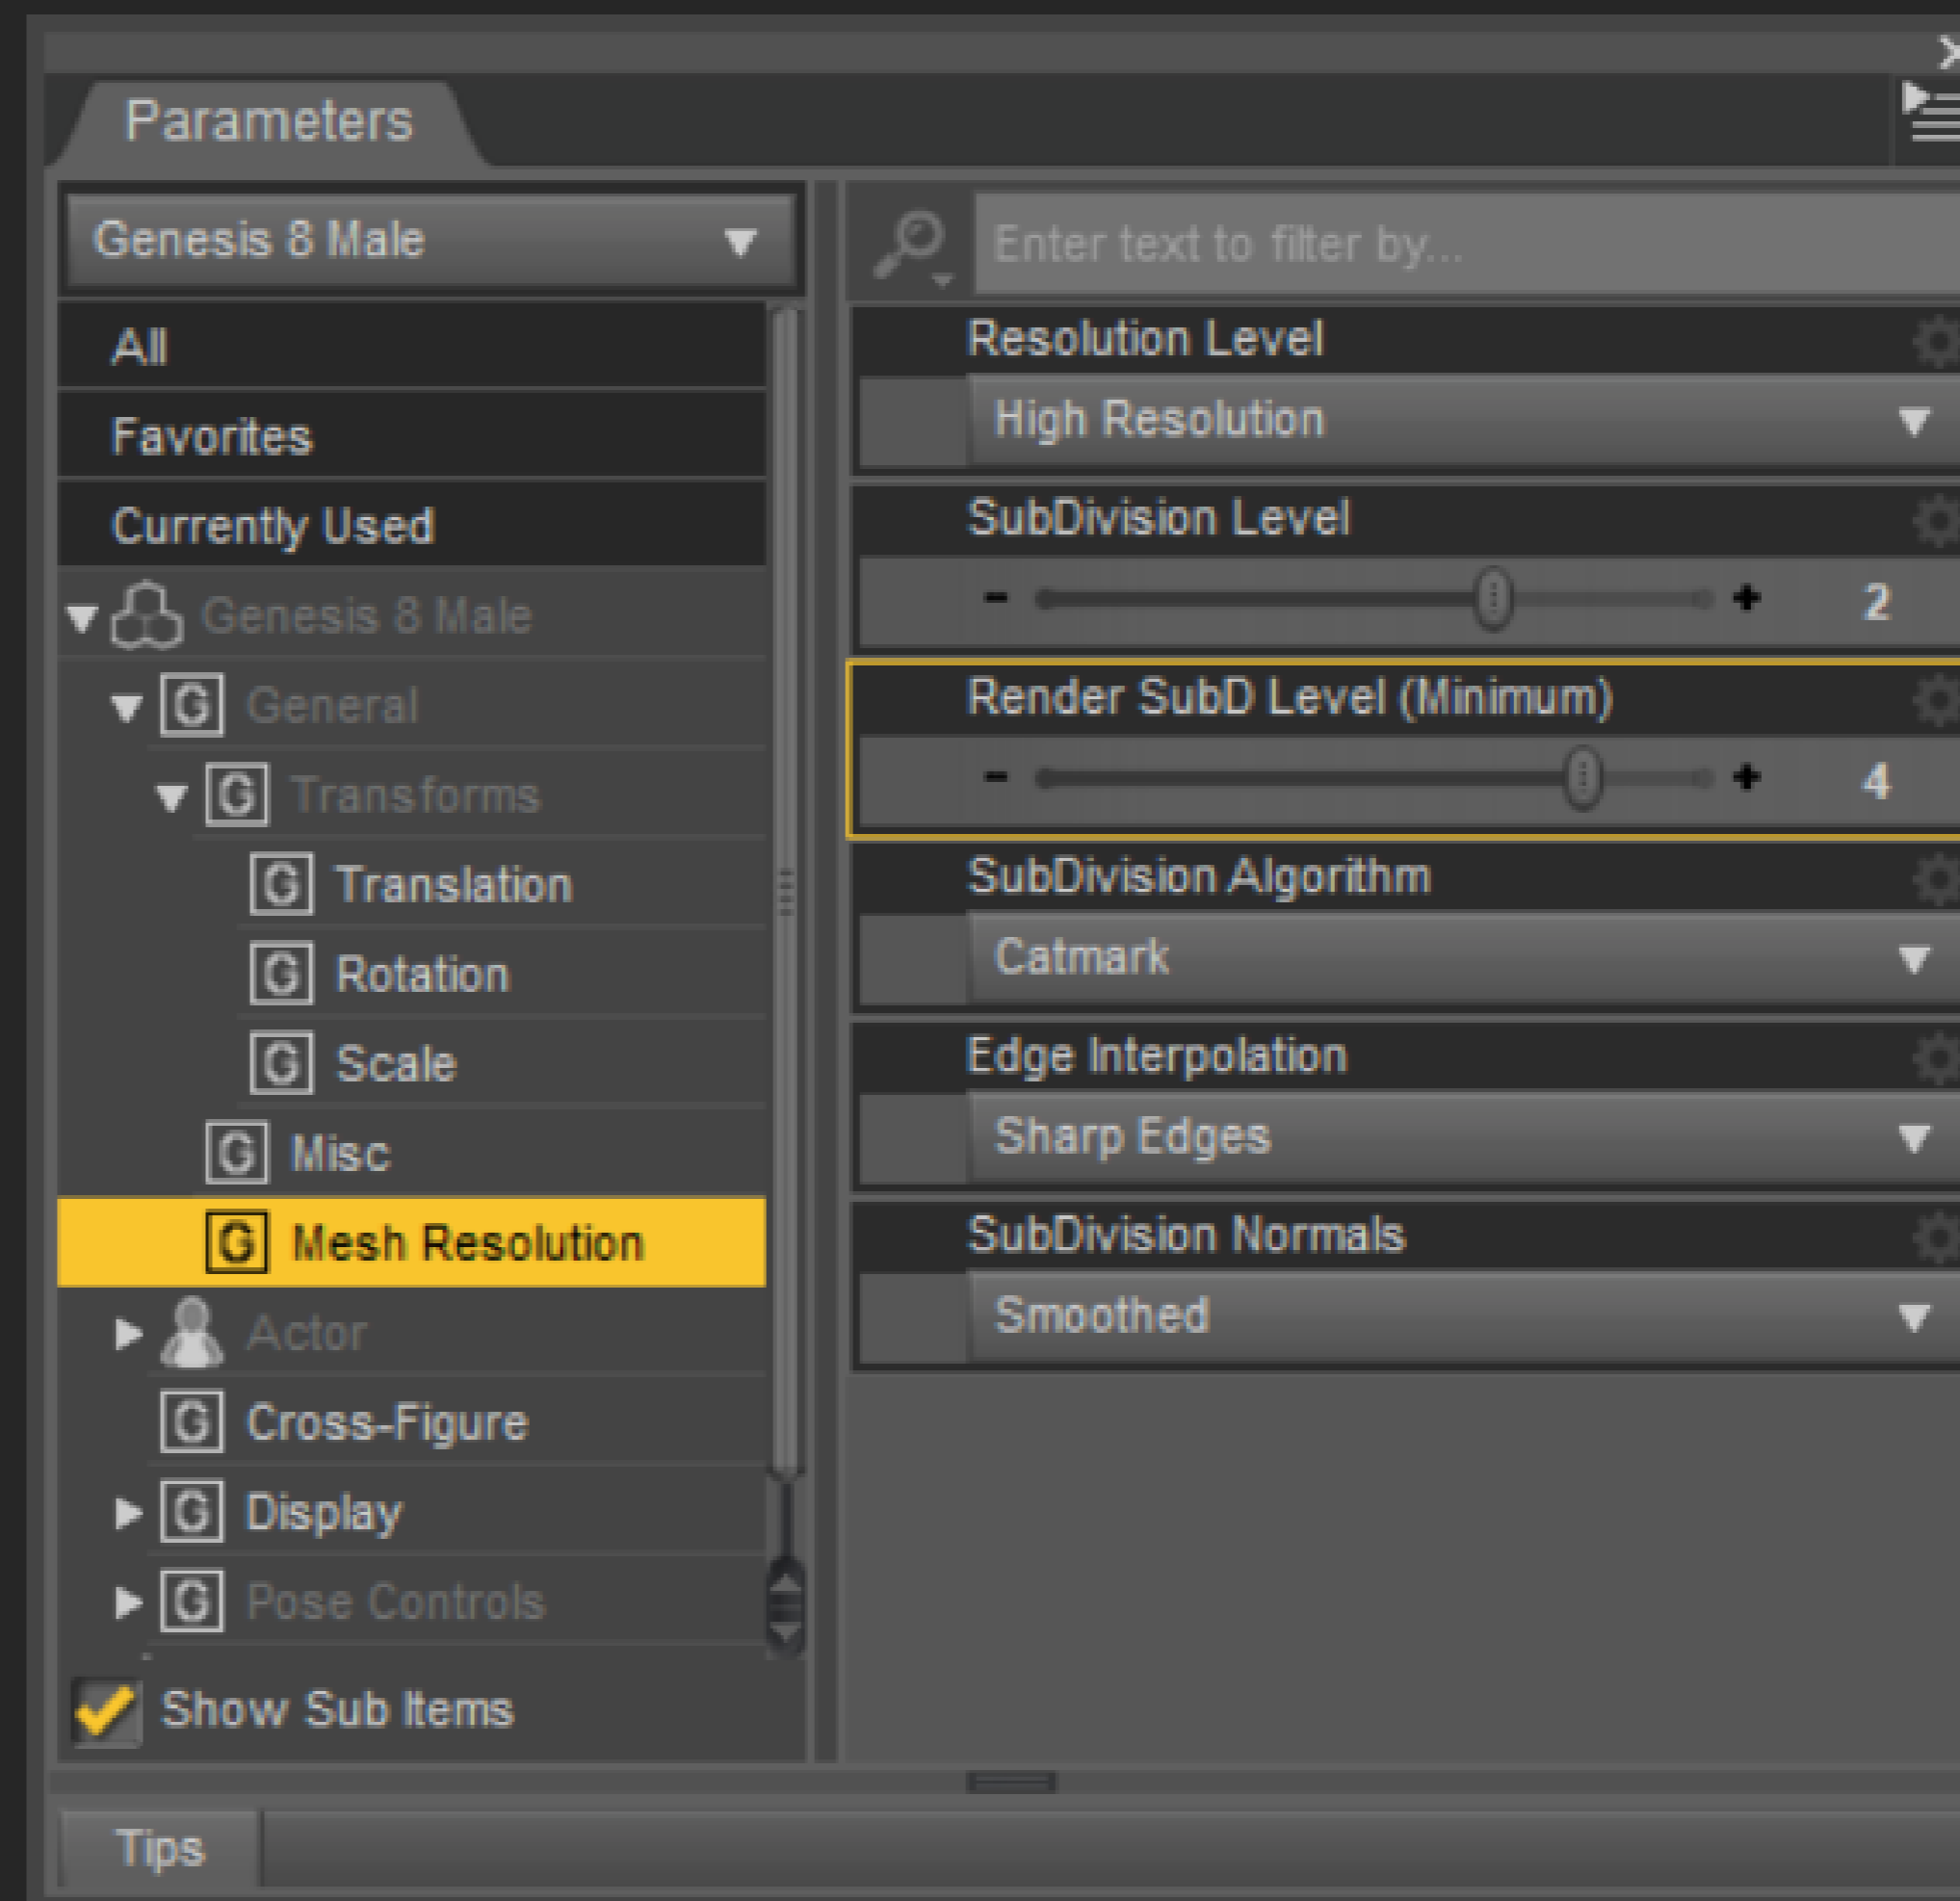 Parameters
Genesis 8 Male
Enter text to filter by...
All
Favorites
Currently Used
Genesis 8 Male
G General
G Transforms
G Translation
G Rotation
G Scale
G Misc
G Mesh Resolution
Actor
G Cross-Figure
G Display
G Pose Controls
Show Sub Items
Resolution Level
High Resolution
SubDivision Level
- + 2
Render SubD Level (Minimum)
- + 4
SubDivision Algorithm
Catmark
Edge Interpolation
Sharp Edges
SubDivision Normals
Smoothed
Tips